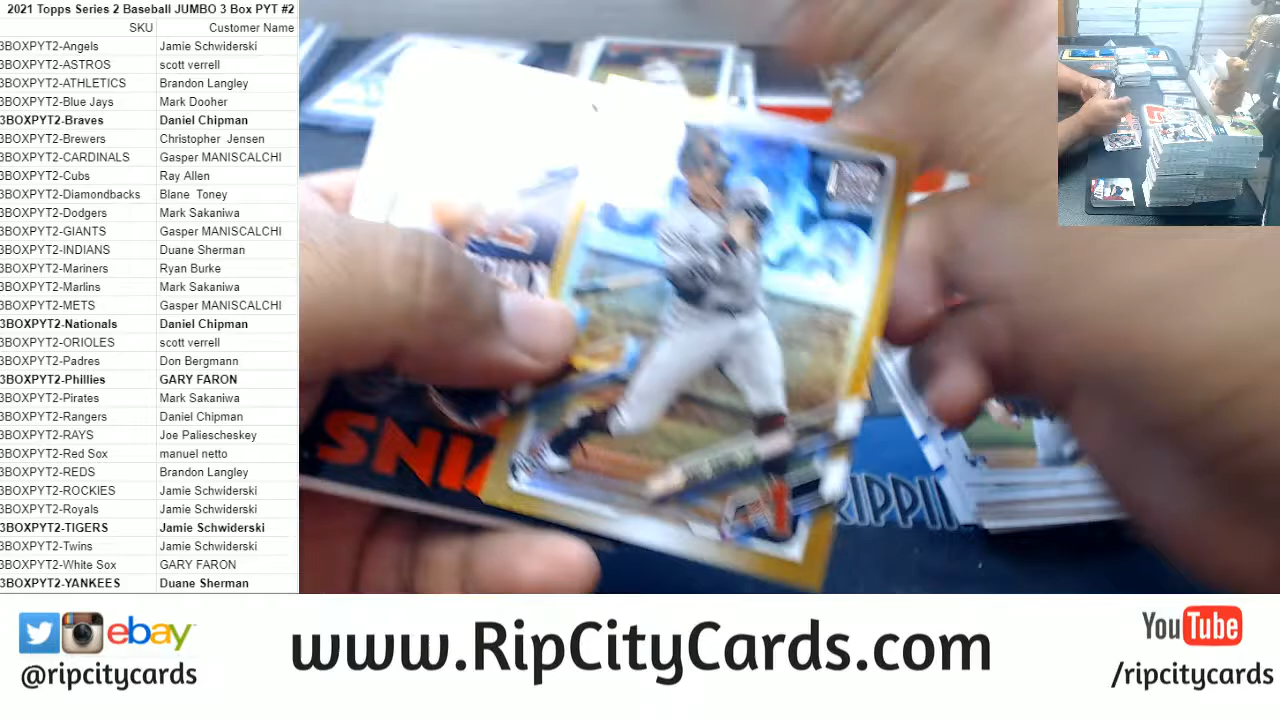 2021 Topps Series 2 Baseball JUMBO 3 Box PYT #2
SKU Customer Name
3BOXPYT2-Angels Jamie Schwiderski
3BOXPYT2-ASTROS scott verrell
3BOXPYT2-ATHLETICS Brandon Langley
3BOXPYT2-Blue Jays Mark Dooher
3BOXPYT2-Braves Daniel Chipman
3BOXPYT2-Brewers Christopher Jensen
3BOXPYT2-CARDINALS Gasper MANISCALCHI
3BOXPYT2-Cubs Ray Allen
3BOXPYT2-Diamondbacks Blane Toney
3BOXPYT2-Dodgers Mark Sakaniwa
3BOXPYT2-GIANTS Gasper MANISCALCHI
3BOXPYT2-INDIANS Duane Sherman
3BOXPYT2-Mariners Ryan Burke
3BOXPYT2-Marlins Mark Sakaniwa
3BOXPYT2-METS Gasper MANISCALCHI
3BOXPYT2-Nationals Daniel Chipman
3BOXPYT2-ORIOLES scott verrell
3BOXPYT2-Padres Don Bergmann
3BOXPYT2-Phillies GARY FARON
3BOXPYT2-Pirates Mark Sakaniwa
3BOXPYT2-Rangers Daniel Chipman
3BOXPYT2-RAYS Joe Paliescheskey
3BOXPYT2-Red Sox manuel netto
3BOXPYT2-REDS Brandon Langley
3BOXPYT2-ROCKIES Jamie Schwiderski
3BOXPYT2-Royals Jamie Schwiderski
3BOXPYT2-TIGERS Jamie Schwiderski
3BOXPYT2-Twins Jamie Schwiderski
3BOXPYT2-White Sox GARY FARON
3BOXPYT2-YANKEES Duane Sherman
RIPPIN
ebay
@ripcitycards
www.RipCityCards.com
YouTube
/ripcitycards